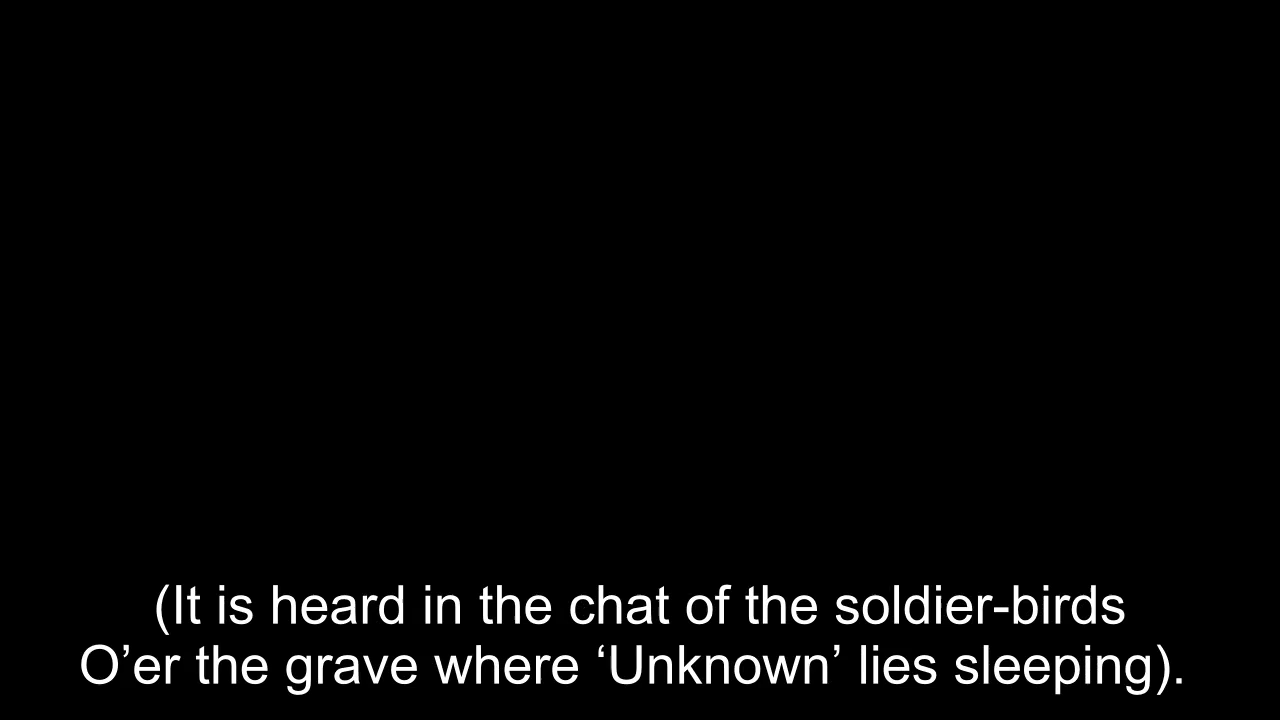 (It is heard in the chat of the soldier-birds
O’er the grave where ‘Unknown’ lies sleeping).